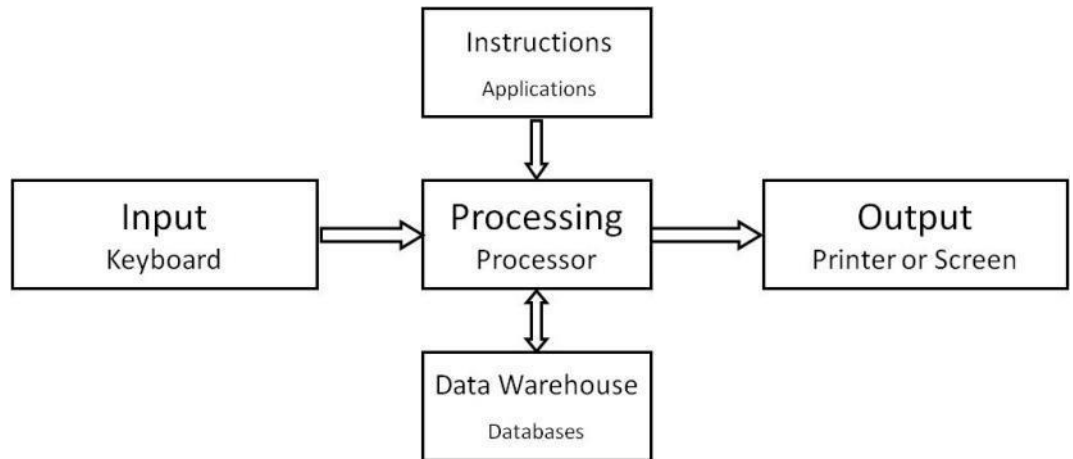 Instructions
Applications
Input
Keyboard
Processing
Processor
Output
Printer or Screen
Data Warehouse
Databases